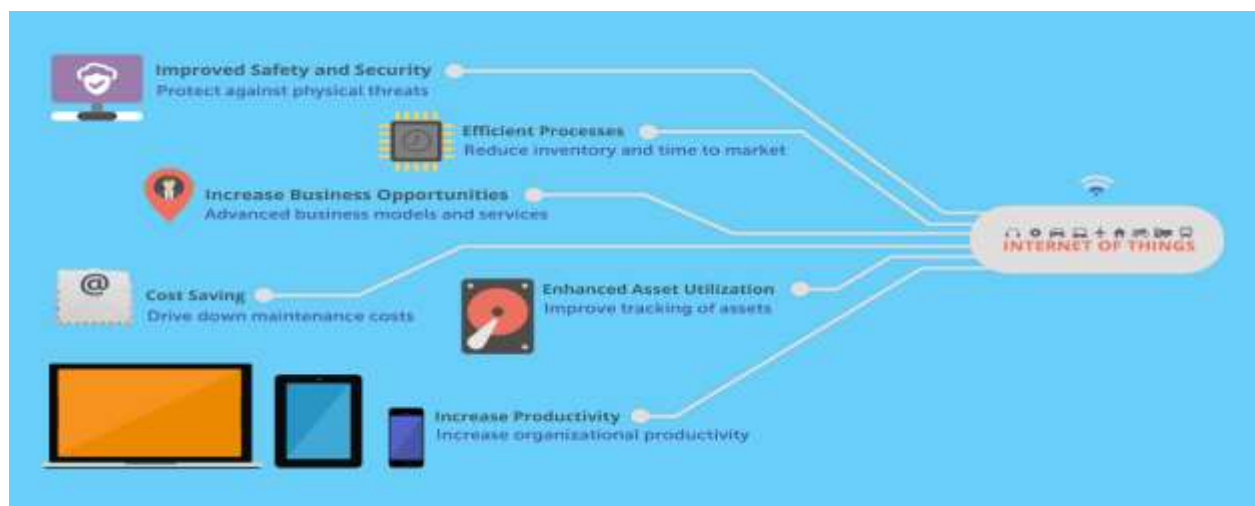 Improved Safety and Security
Protect against physical threats
Efficient Processes
Reduce inventory and time to market
Increase Business Opportunities
Advanced business models and services
INTERNET OF THINGS
@
Cost Saving
Drive down maintenance costs
Enhanced Asset Utilization
Improve tracking of assets
Increase Productivity
Increase organizational productivity